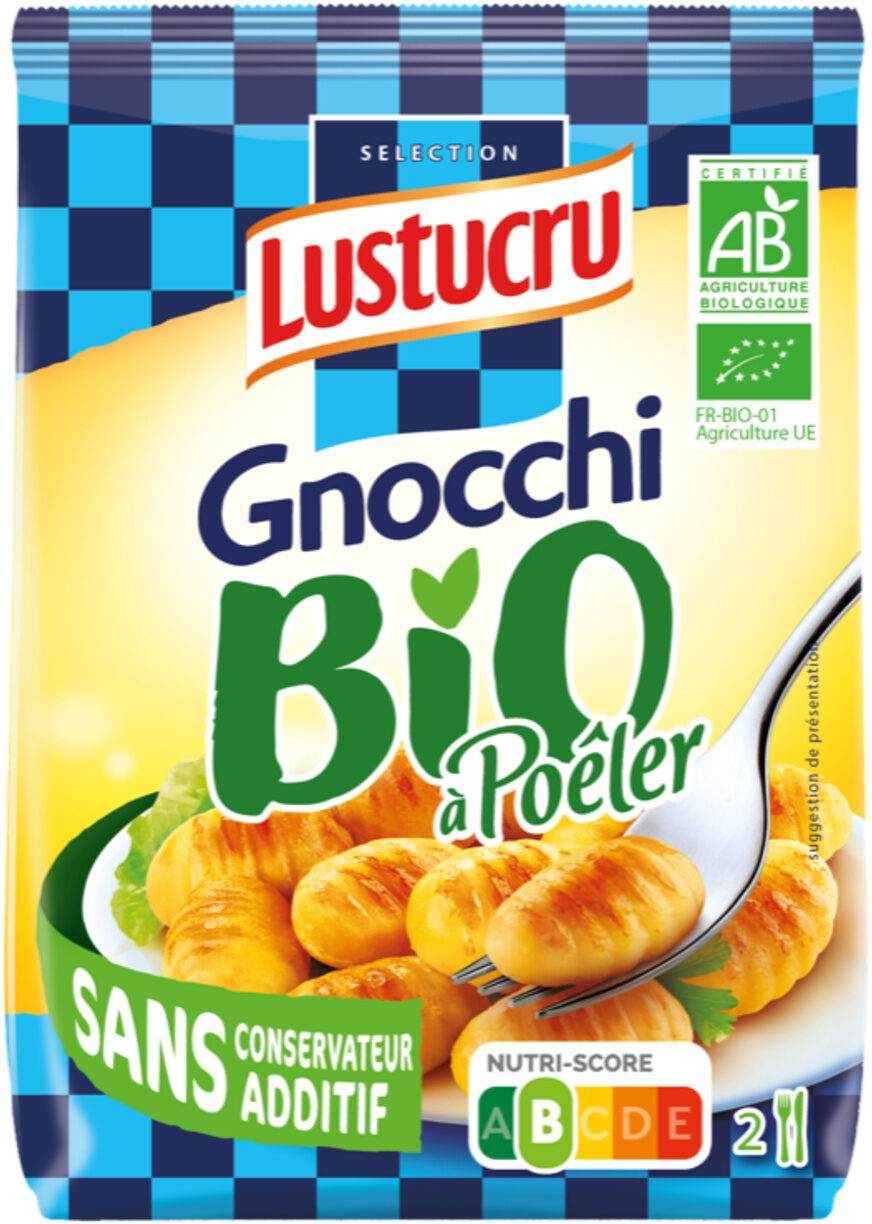 SELECTION
Lustucru
CERTIFIÉ
AB
AGRICULTURE
BIOLOGIQUE
FR-BIO-01
Agriculture UE
Gnocchi
BiO
à Poêler
suggestion de présentation
SANS
CONSERVATEUR
ADDITIF
NUTRI-SCORE
A B C D E
2